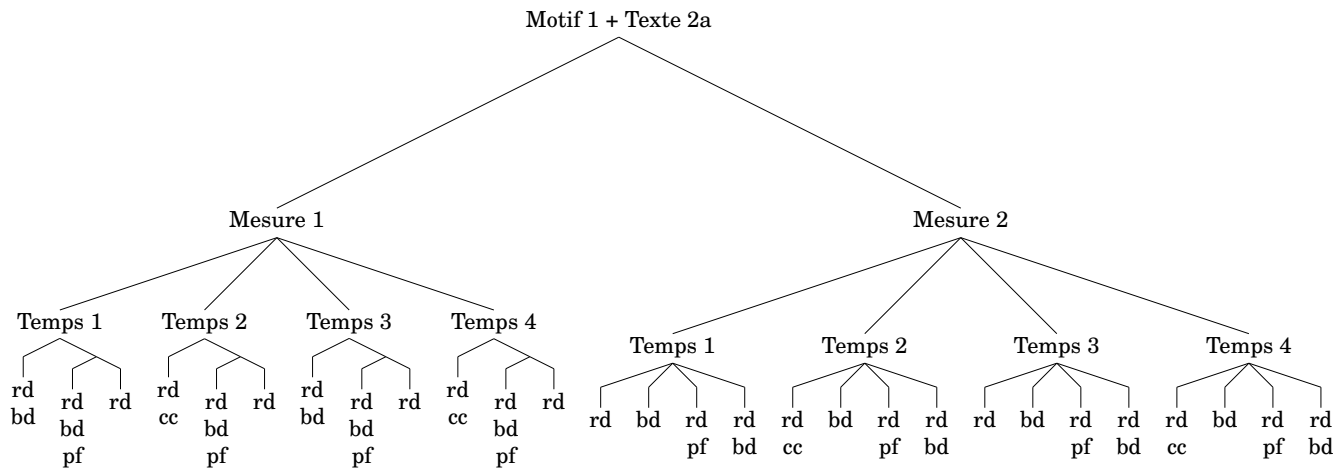 Motif 1 + Texte 2a
Mesure 1 Mesure 2
Temps 1 Temps 2 Temps 3 Temps 4
Temps 1 Temps 2 Temps 3 Temps 4
rd rd rd rd rd rd rd rd rd rd rd rd
bd bd pf cc bd pf bd bd pf cc bd pf
rd bd rd rd rd bd rd rd rd bd rd rd rd bd rd rd
pf bd cc pf bd pf bd cc pf bd